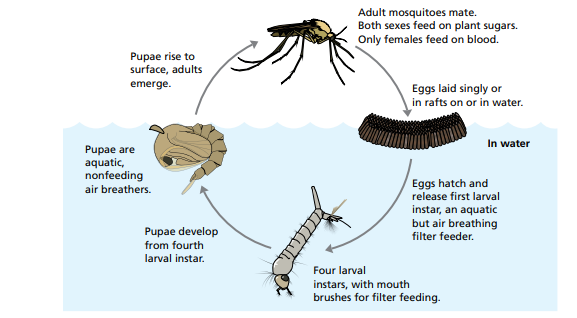 Adult mosquitoes mate.
Both sexes feed on plant sugars.
Only females feed on blood.
Pupae rise to
surface, adults
emerge.
Eggs laid singly or
in rafts on or in water.
In water
Pupae are
aquatic,
nonfeeding
air breathers.
Eggs hatch and
release first larval
instar, an aquatic
but air breathing
filter feeder.
Pupae develop
from fourth
larval instar.
Four larval
instars, with mouth
brushes for filter feeding.